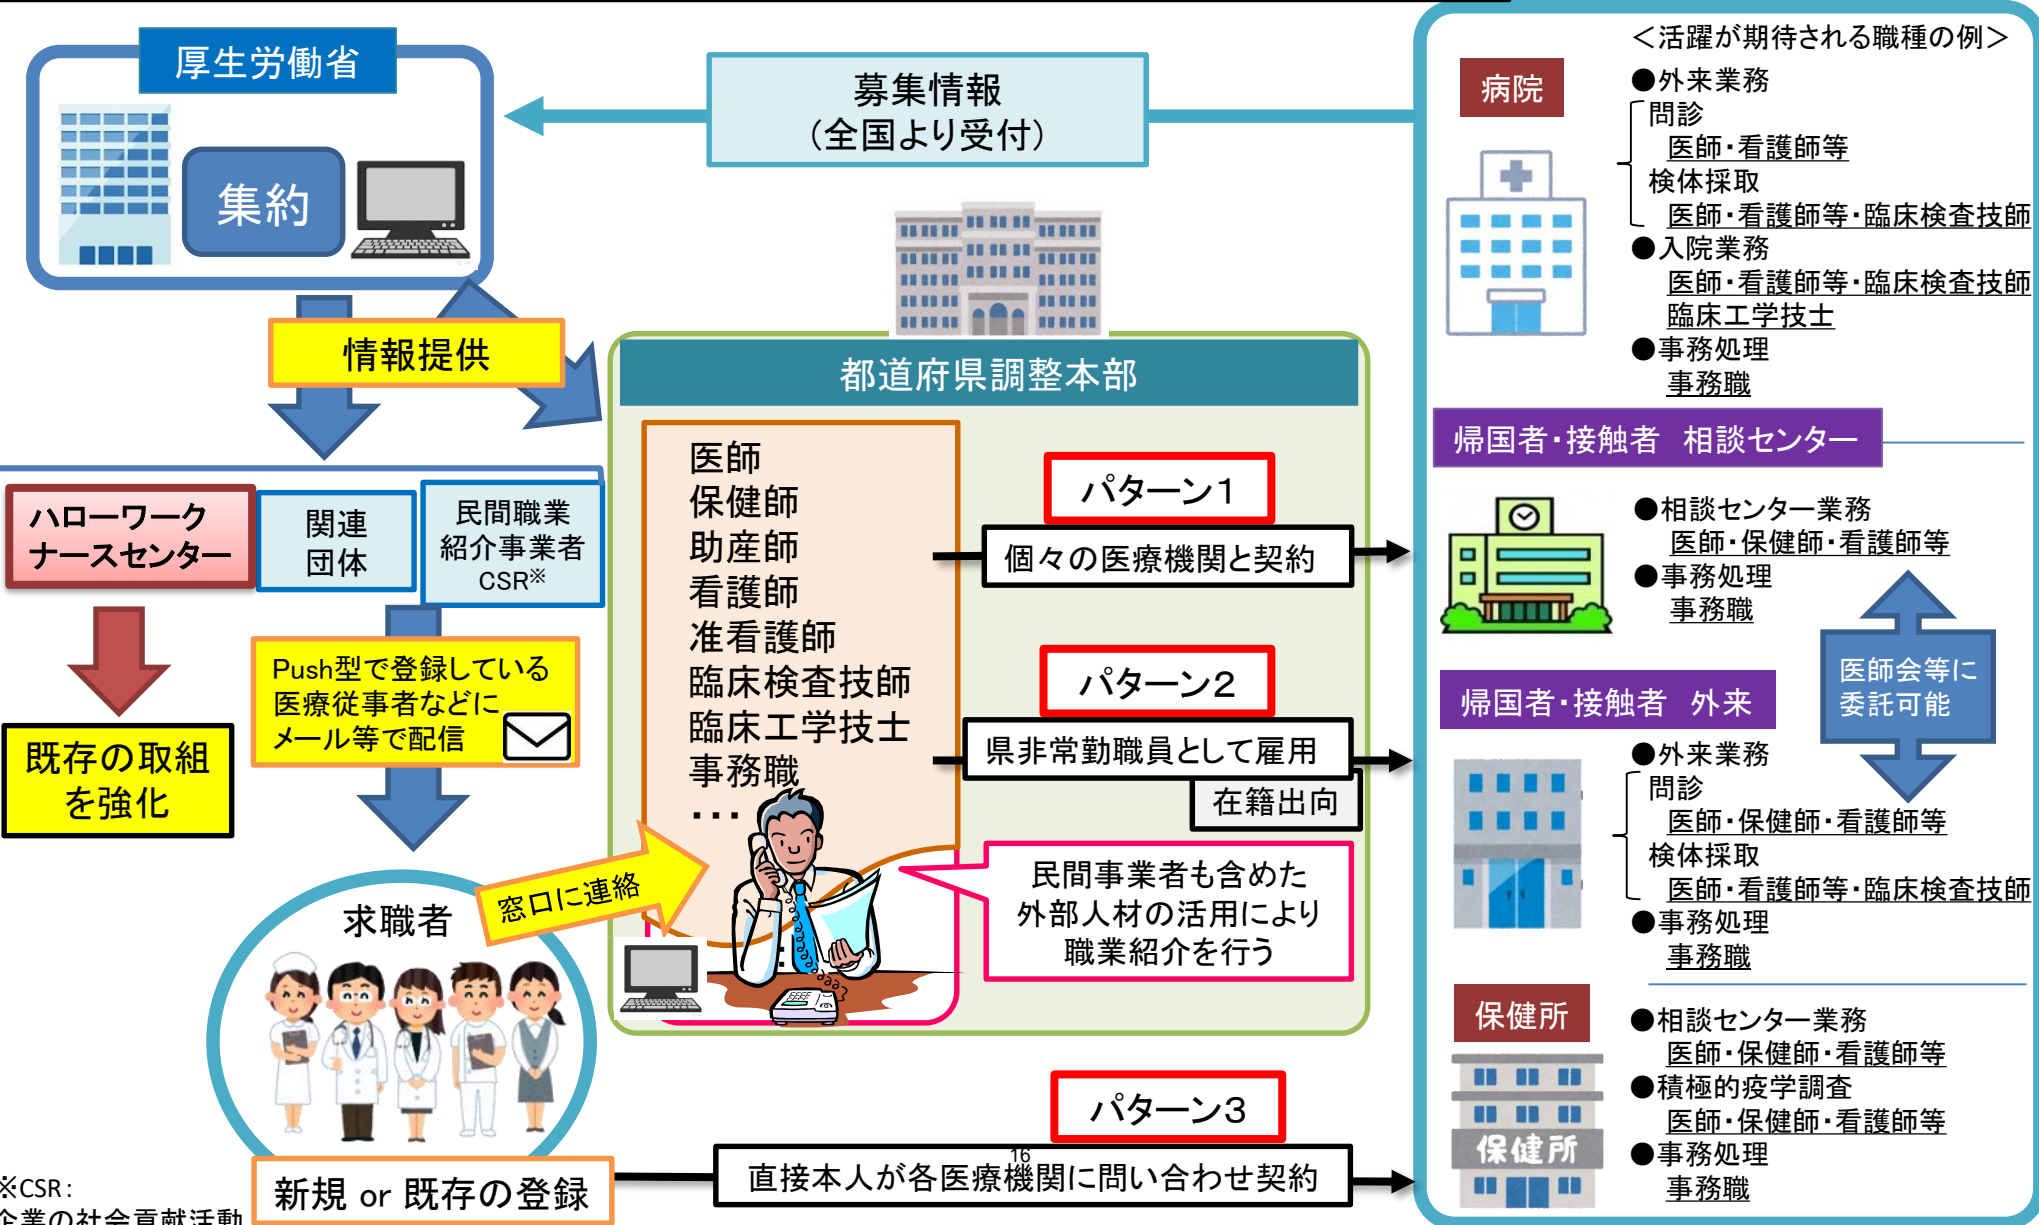 厚生労働省
集約
募集情報
（全国より受付）
情報提供
ハローワーク
ナースセンター
関連
団体
民間職業
紹介事業者
CSR※
既存の取組
を強化
Push型で登録している
医療従事者などに
メール等で配信
求職者
窓口に連絡
新規 or 既存の登録
※CSR：
企業の社会貢献活動
都道府県調整本部
医師
保健師
助産師
看護師
准看護師
臨床検査技師
臨床工学技士
事務職
・・・
パターン１
個々の医療機関と契約
パターン２
県非常勤職員として雇用
在籍出向
民間事業者も含めた
外部人材の活用により
職業紹介を行う
パターン３
16
直接本人が各医療機関に問い合わせ契約
＜活躍が期待される職種の例＞
病院
●外来業務
問診
医師・看護師等
検体採取
医師・看護師等・臨床検査技師
●入院業務
医師・看護師等・臨床検査技師
臨床工学技士
●事務処理
事務職
帰国者・接触者　相談センター
●相談センター業務
医師・保健師・看護師等
●事務処理
事務職
医師会等に
委託可能
帰国者・接触者　外来
●外来業務
問診
医師・保健師・看護師等
検体採取
医師・看護師等・臨床検査技師
●事務処理
事務職
保健所
保健所
●相談センター業務
医師・保健師・看護師等
●積極的疫学調査
医師・保健師・看護師等
●事務処理
事務職